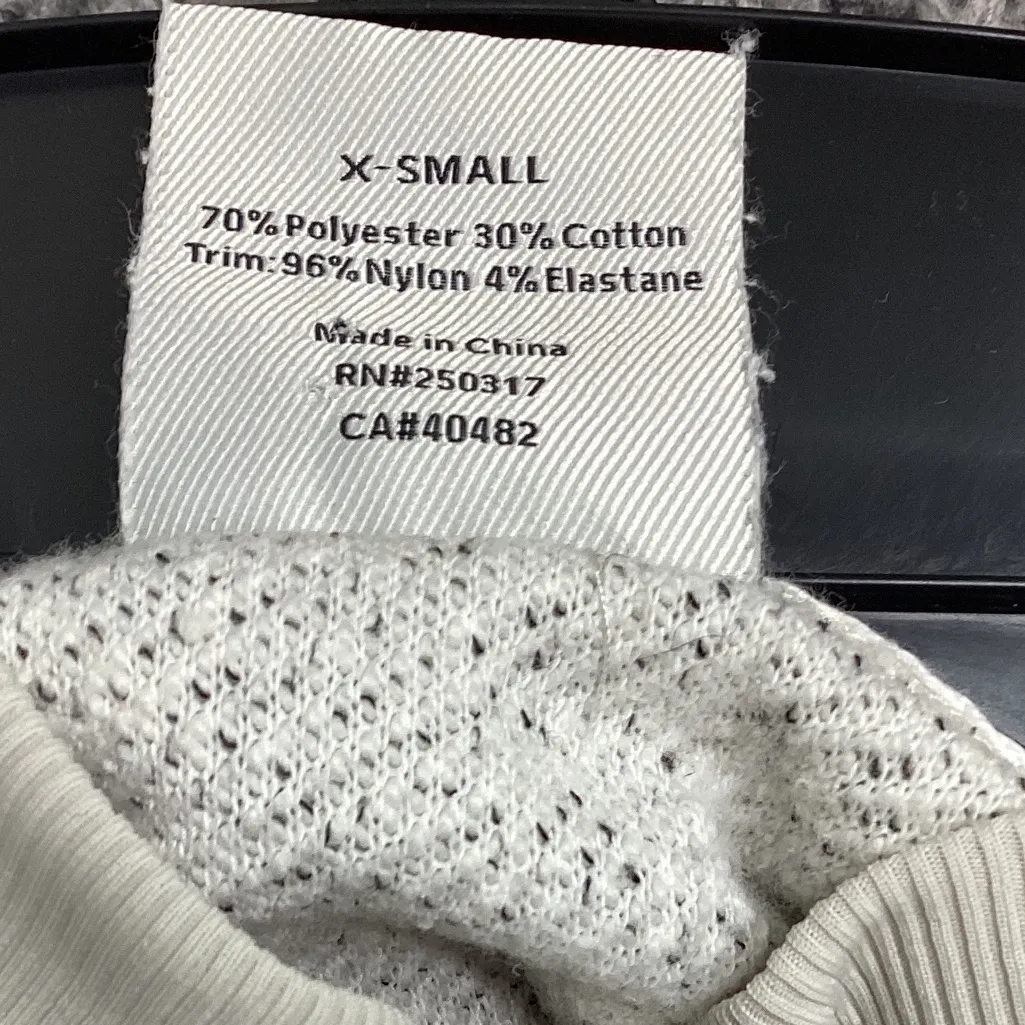 X-SMALL
70% Polyester 30% Cotton
Trim: 96% Nylon 4% Elastane
Made in China
RN#250317
CA#40482